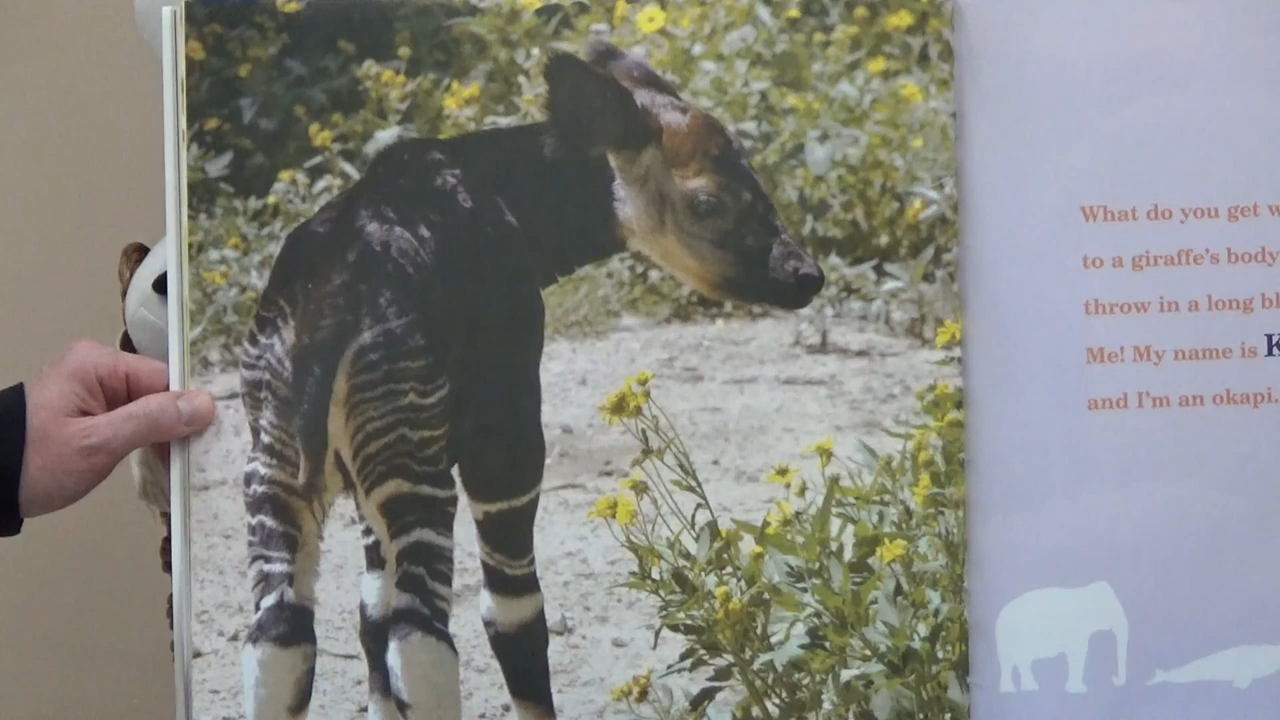 What do you get w
to a giraffe's body
throw in a long bl
Me! My name is K
and I'm an okapi.